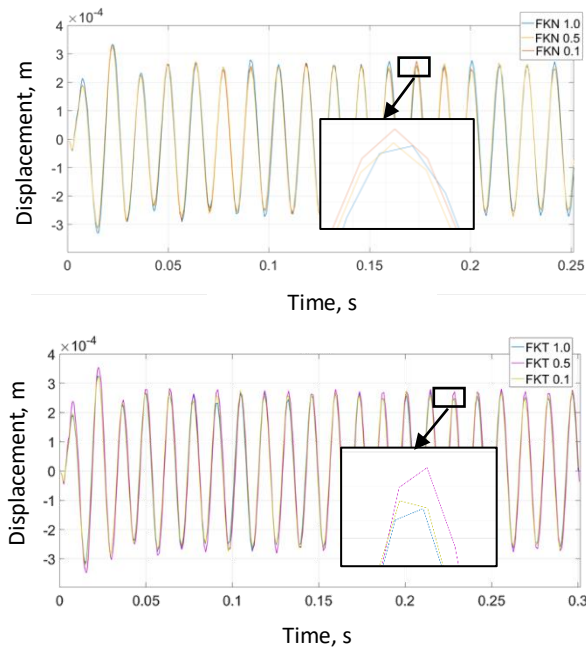 ×10⁻⁴
FKN 1.0
FKN 0.5
FKN 0.1
4
3
2
1
0
-1
-2
-3
Displacement, m
0 0.05 0.1 0.15 0.2 0.25
Time, s
×10⁻⁴
FKT 1.0
FKT 0.5
FKT 0.1
4
3
2
1
0
-1
-2
-3
Displacement, m
0 0.05 0.1 0.15 0.2 0.25 0.3
Time, s